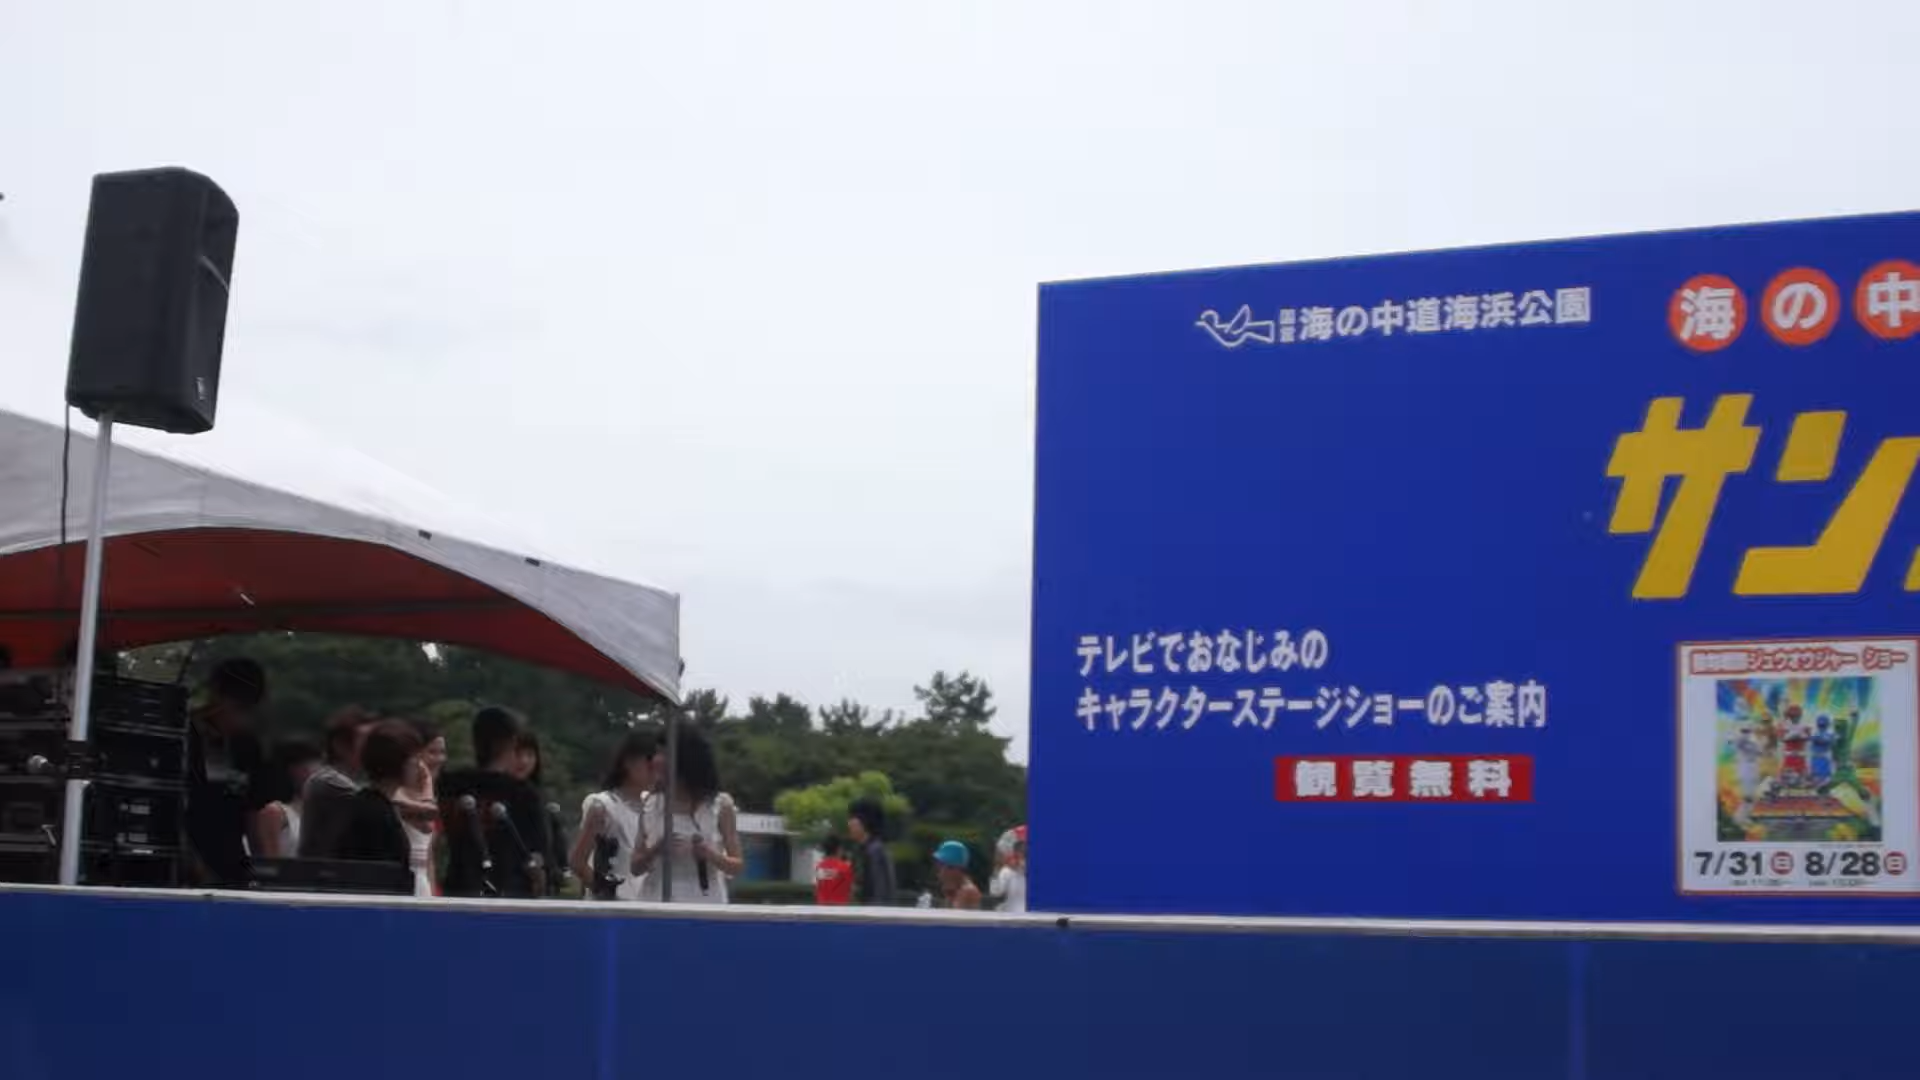 国営海の中道海浜公園
海の中
サン
テレビでおなじみの
キャラクターステージショーのご案内
観覧無料
ジュウオウジャー ショー
7/31日 8/28日